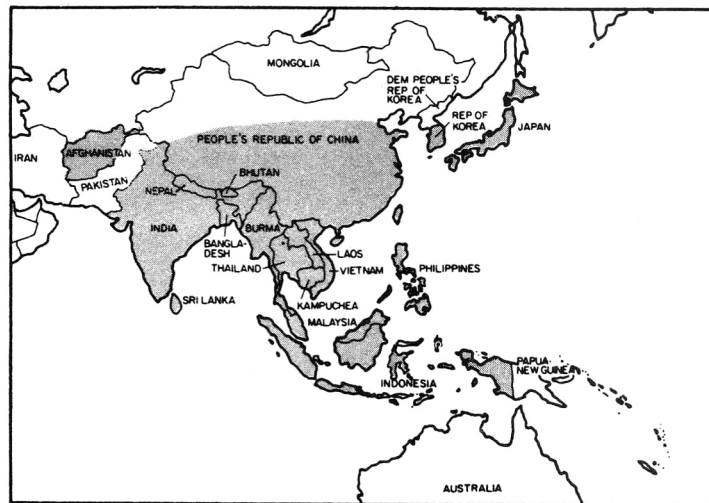 MONGOLIA
DEM PEOPLE'S
REP OF
KOREA
REP OF
KOREA
JAPAN
PEOPLE'S REPUBLIC OF CHINA
IRAN
AFGHANISTAN
PAKISTAN
NEPAL
BHUTAN
INDIA
BANGLA-
DESH
BURMA
LAOS
THAILAND
VIETNAM
PHILIPPINES
KAMPUCHEA
SRI LANKA
MALAYSIA
INDONESIA
PAPUA
NEW GUINEA
AUSTRALIA